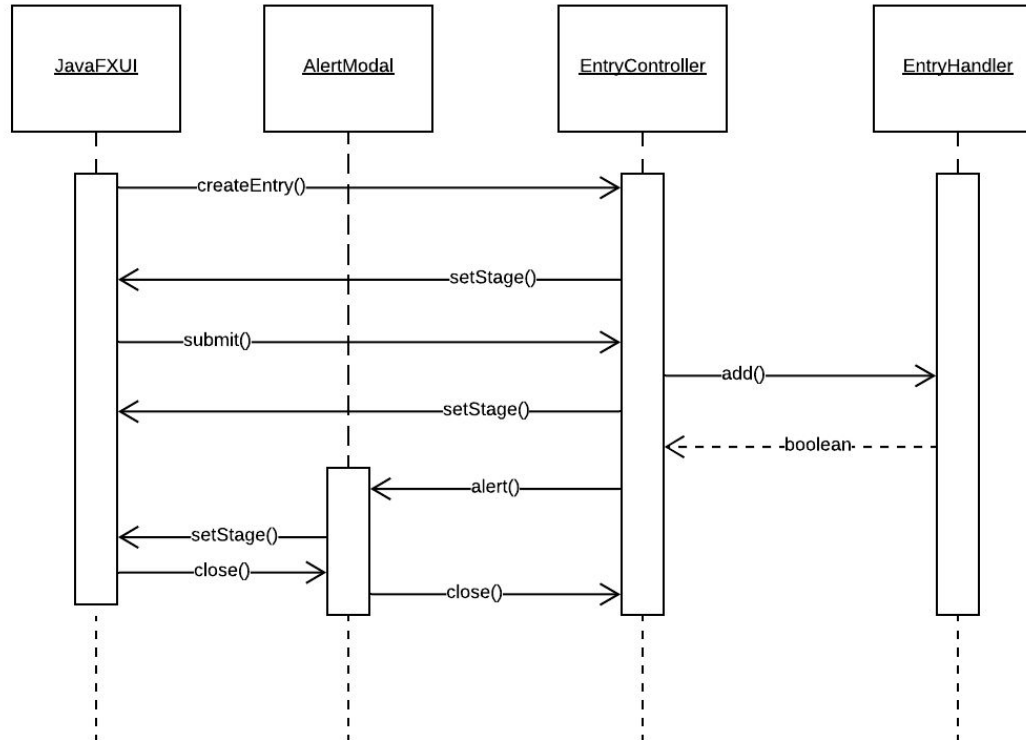 JavaFXUI
AlertModal
EntryController
EntryHandler
createEntry()
setStage()
submit()
add()
setStage()
boolean
alert()
setStage()
close()
close()